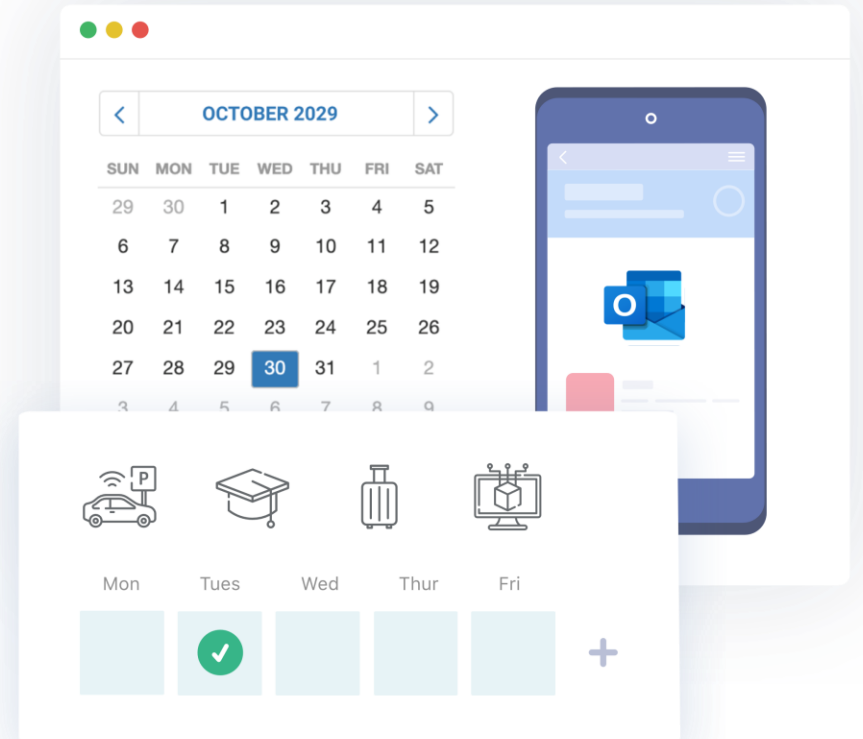 OCTOBER 2029
SUN MON TUE WED THU FRI SAT
29 30 1 2 3 4 5
6 7 8 9 10 11 12
13 14 15 16 17 18 19
20 21 22 23 24 25 26
27 28 29 30 31 1 2
3 4 5 6 7 8 9
O
P
Mon Tues Wed Thur Fri